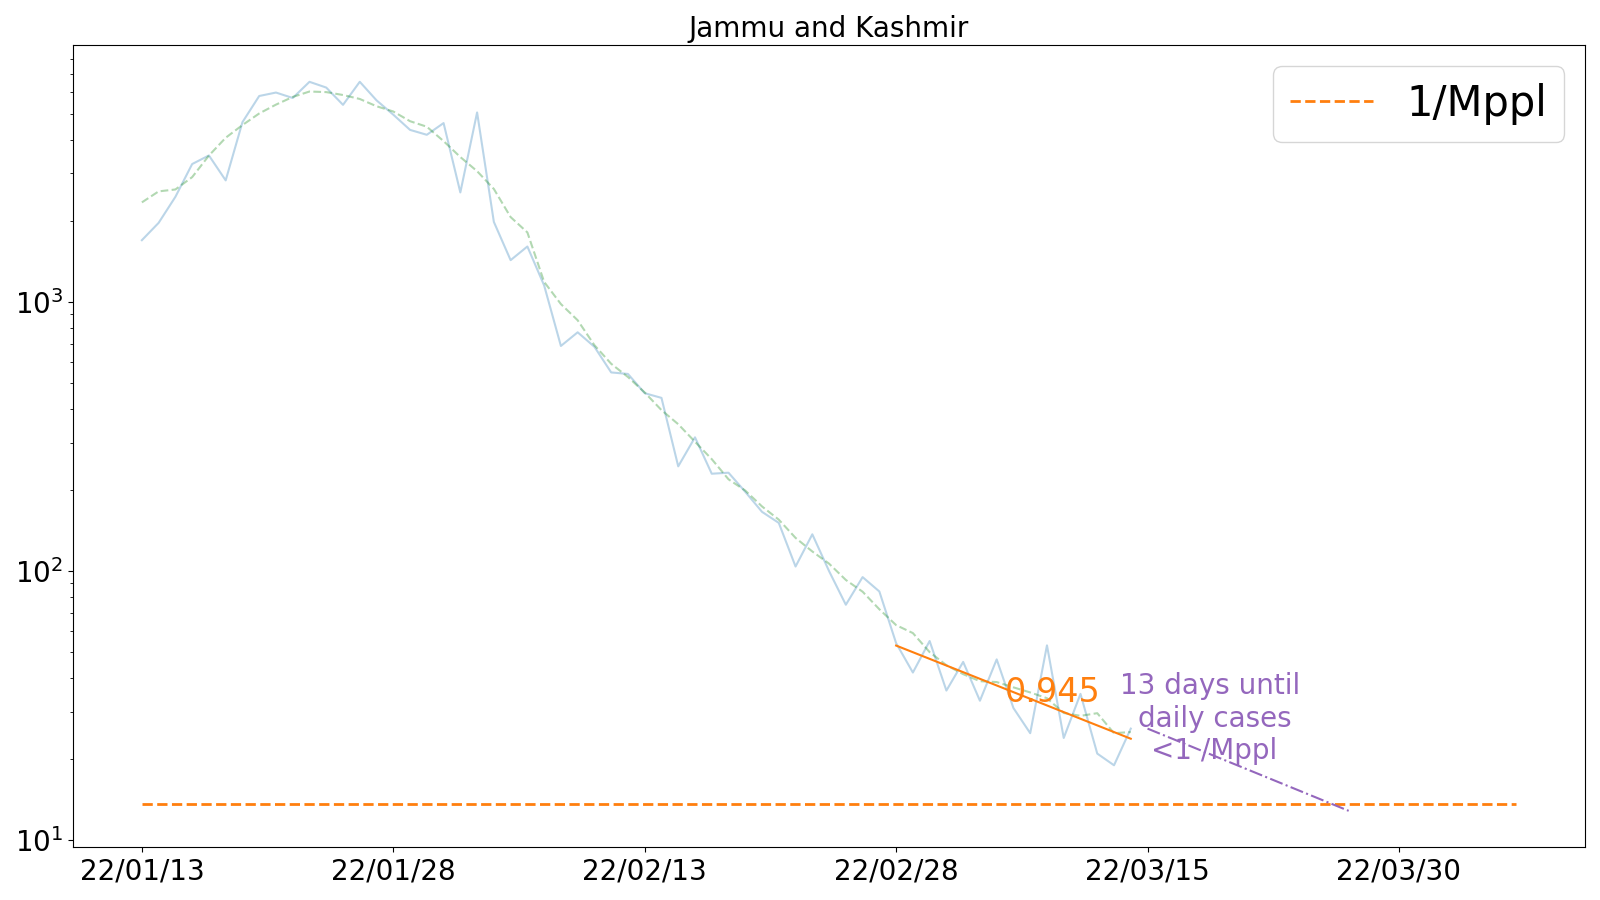 Jammu and Kashmir
1/Mppl
10³
10²
10¹
0.945
13 days until
daily cases
<1 /Mppl
22/01/13
22/01/28
22/02/13
22/02/28
22/03/15
22/03/30